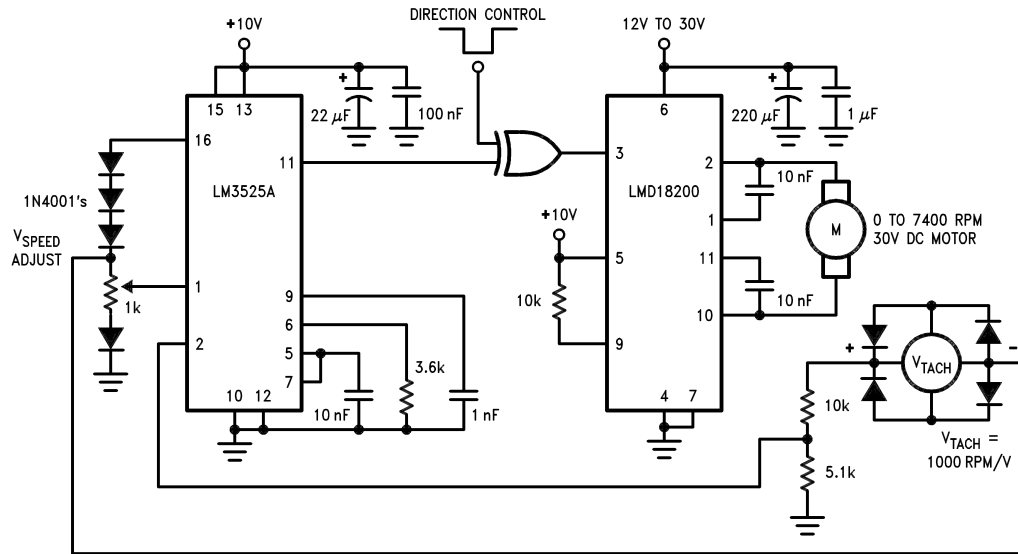 DIRECTION CONTROL
+10V
12V TO 30V
15
13
+
22 µF
100 nF
6
+
220 µF
1 µF
16
11
LM3525A
1N4001's
V_SPEED
ADJUST
1k
1
2
9
6
5
7
10
12
10 nF
3.6k
1 nF
3
LMD18200
+10V
5
10k
9
2
1
11
10
4
7
10 nF
10 nF
M
0 TO 7400 RPM
30V DC MOTOR
+
V_TACH
-
10k
5.1k
V_TACH =
1000 RPM/V